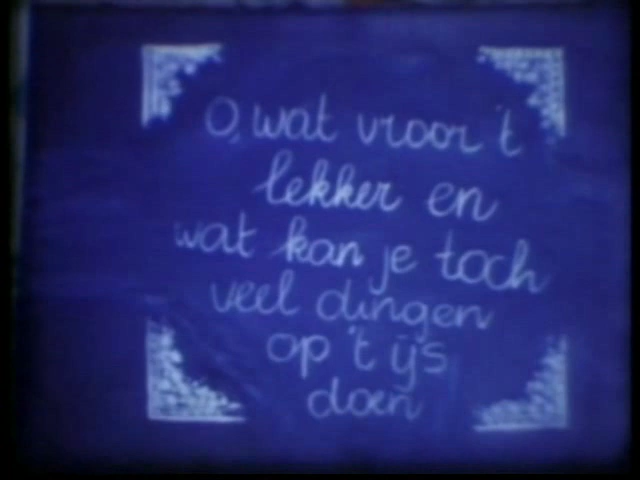 O, wat vroor 't
lekker en
wat kan je toch
veel dingen
op 't ijs
doen